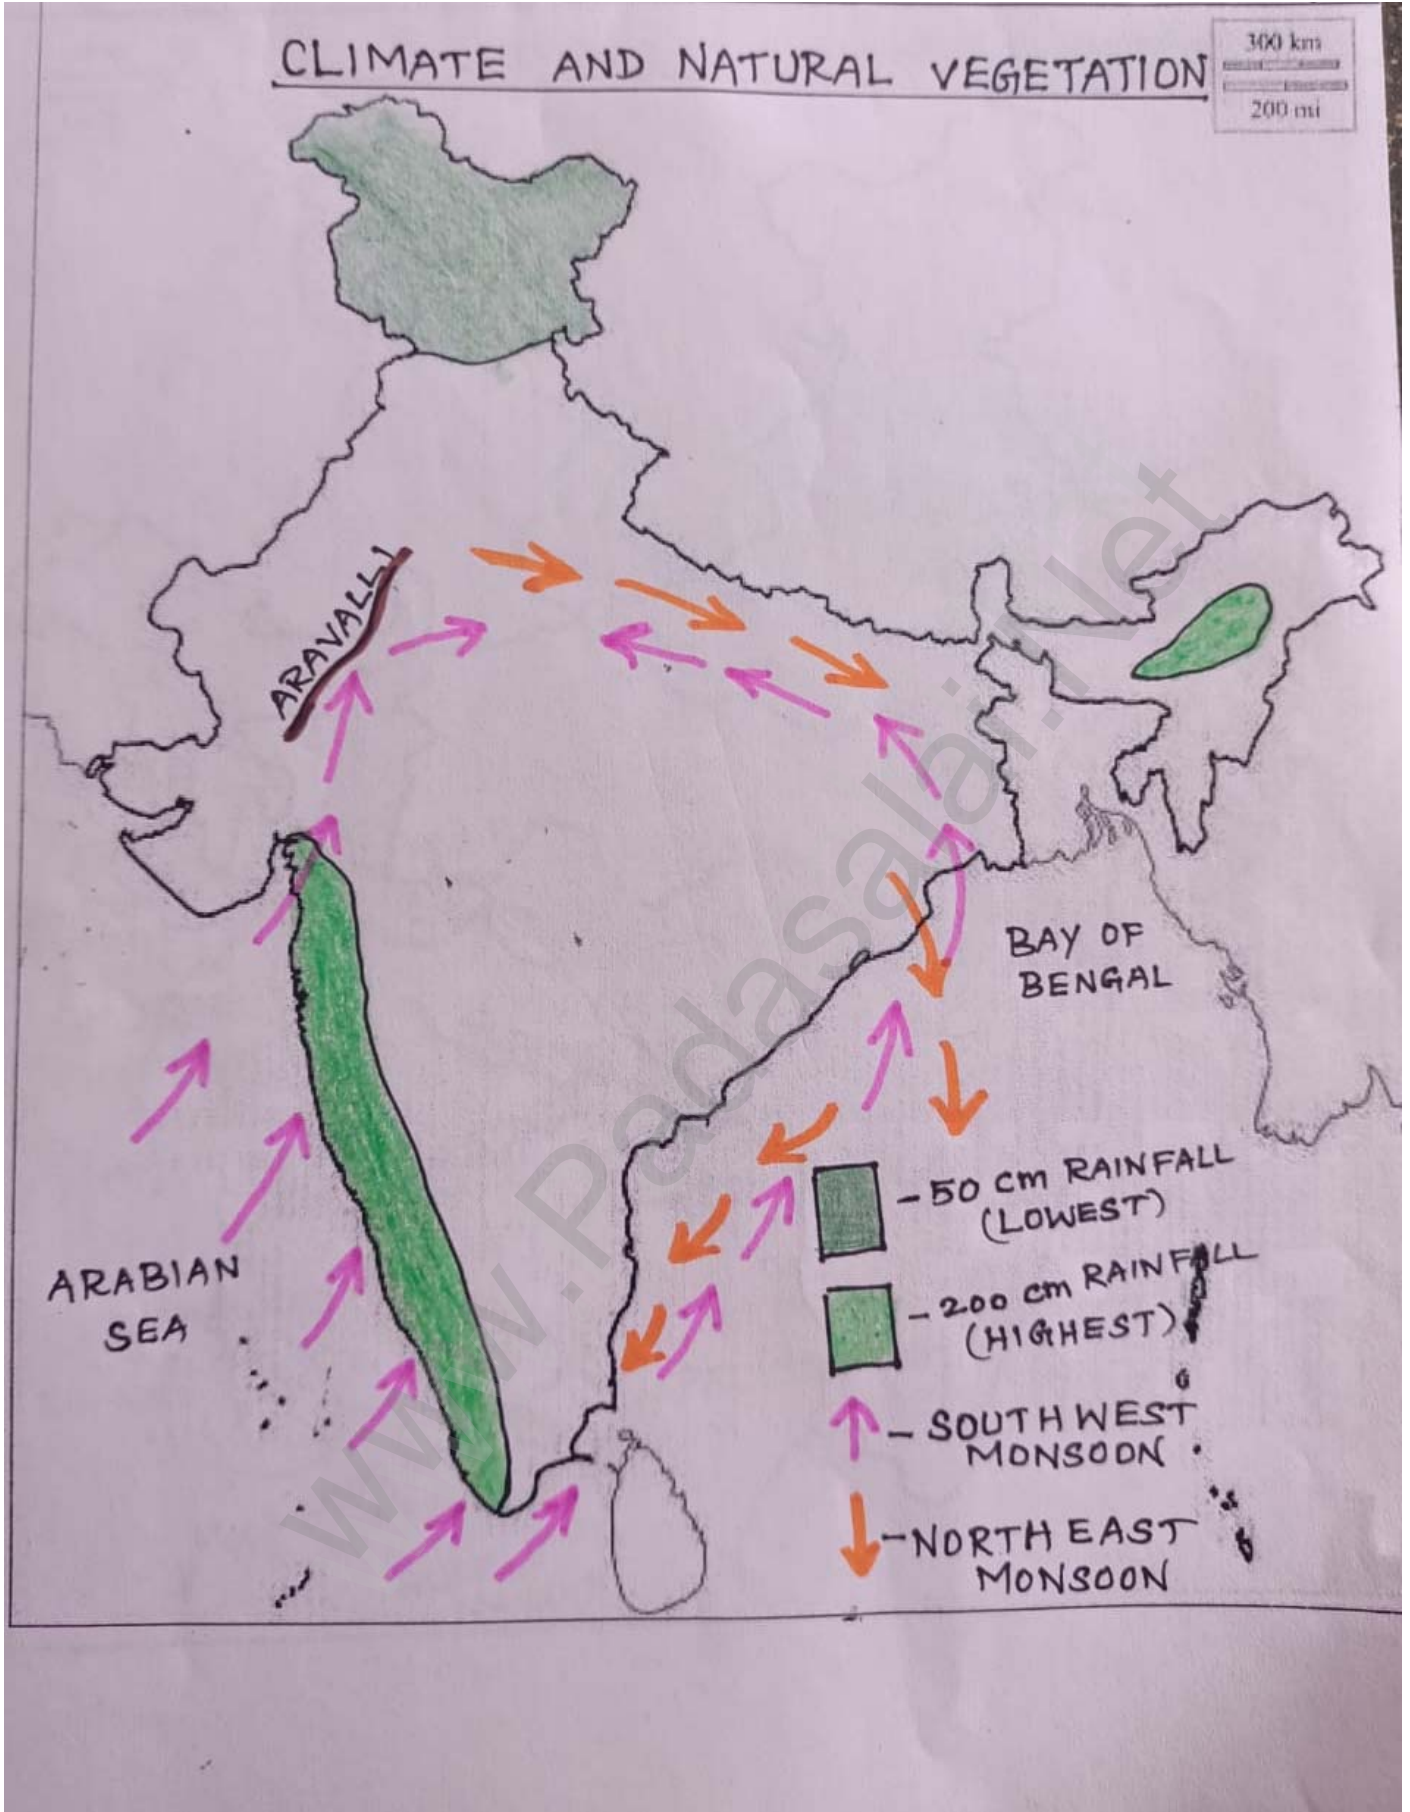 CLIMATE AND NATURAL VEGETATION
300 km
200 mi
ARAVALLI
BAY OF
BENGAL
ARABIAN
SEA
- 50 cm RAINFALL
(LOWEST)
- 200 cm RAINFALL
(HIGHEST)
- SOUTH WEST
MONSOON
- NORTH EAST
MONSOON
www.Padasalai.Net